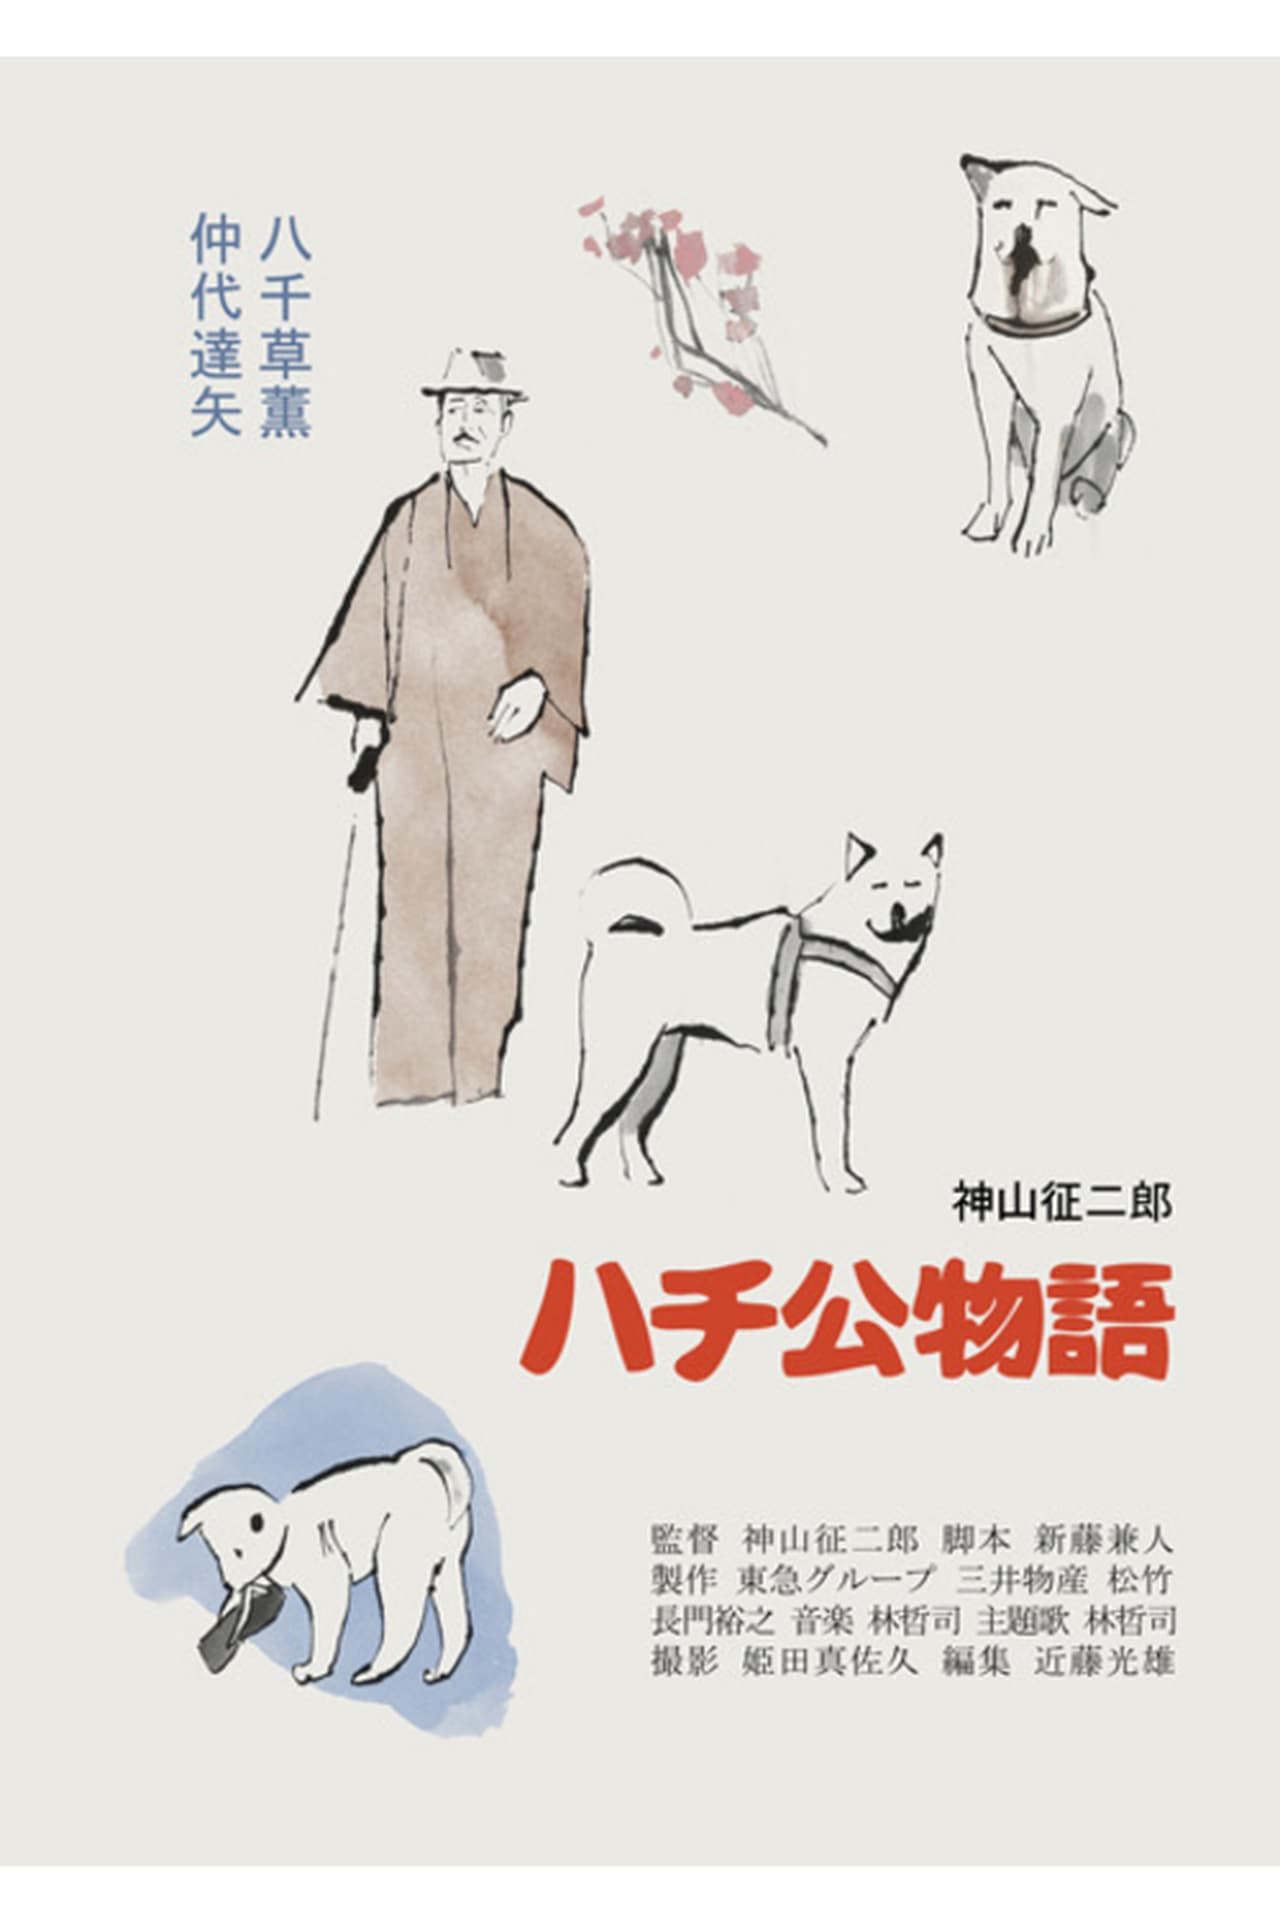 八千草薫
仲代達矢
神山征二郎
ハチ公物語
監督 神山征二郎 脚本 新藤兼人
製作 東急グループ 三井物産 松竹
長門裕之 音楽 林哲司 主題歌 林哲司
撮影 姫田真佐久 編集 近藤光雄